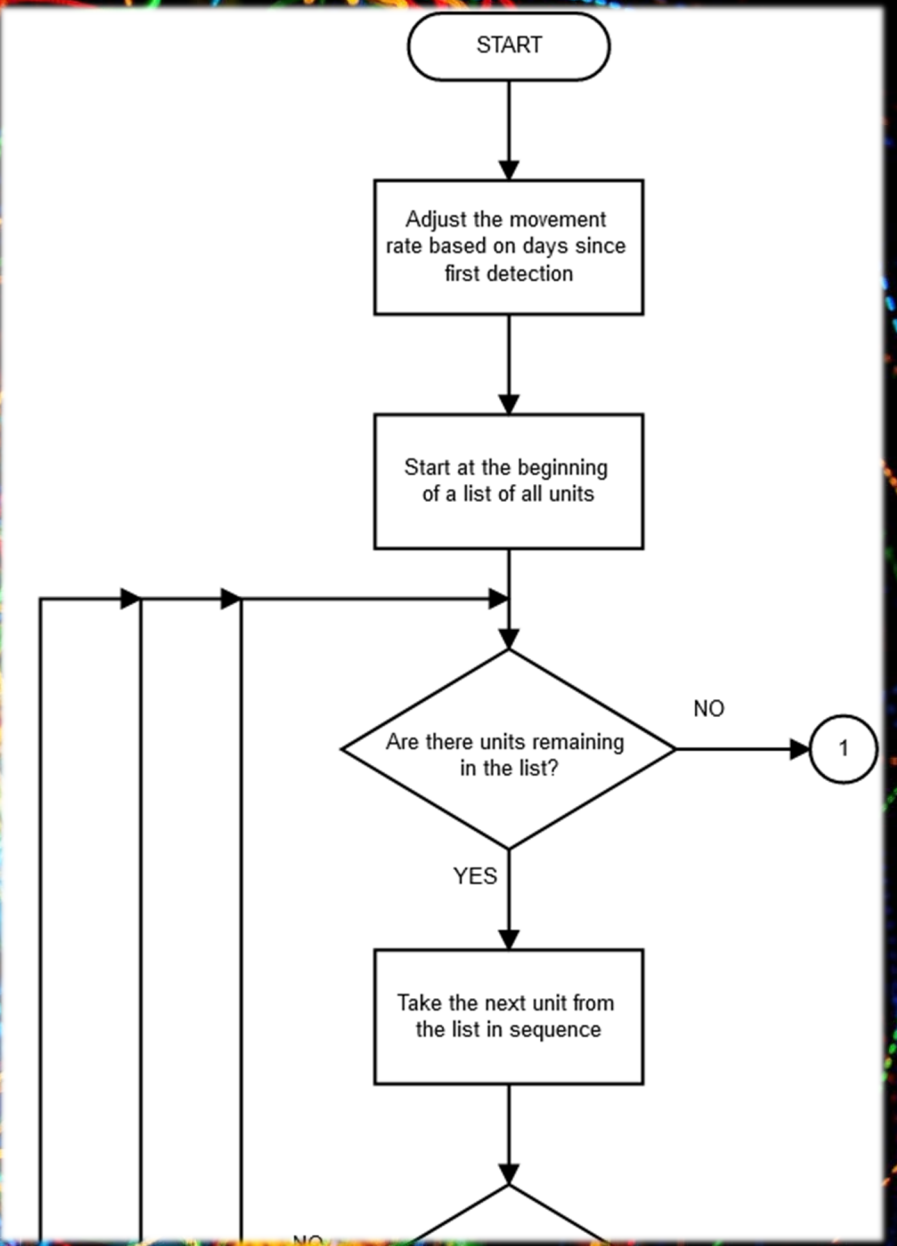 START
Adjust the movement
rate based on days since
first detection
Start at the beginning
of a list of all units
Are there units remaining
in the list?
NO
1
YES
Take the next unit from
the list in sequence
NO